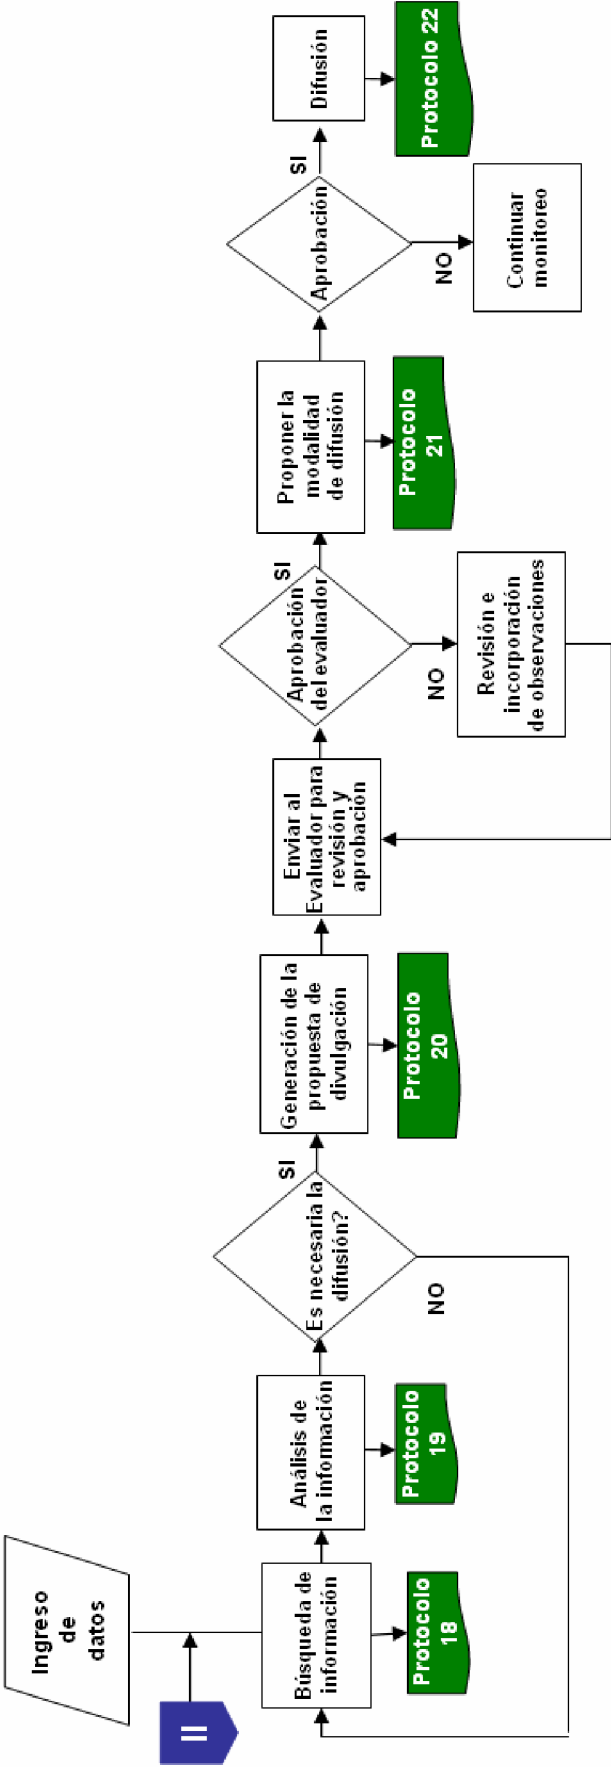 Ingreso
de
datos
II
Búsqueda de
información
Protocolo
18
Análisis de
la información
Protocolo
19
Es necesaria la
difusión?
SI
NO
Generación de la
propuesta de
divulgación
Protocolo
20
Enviar al
Evaluador para
revisión y
aprobación
Aprobación
del evaluador
SI
NO
Revisión e
incorporación
de observaciones
Proponer la
modalidad
de difusión
Protocolo
21
Aprobación
SI
NO
Continuar
monitoreo
Difusión
Protocolo 22